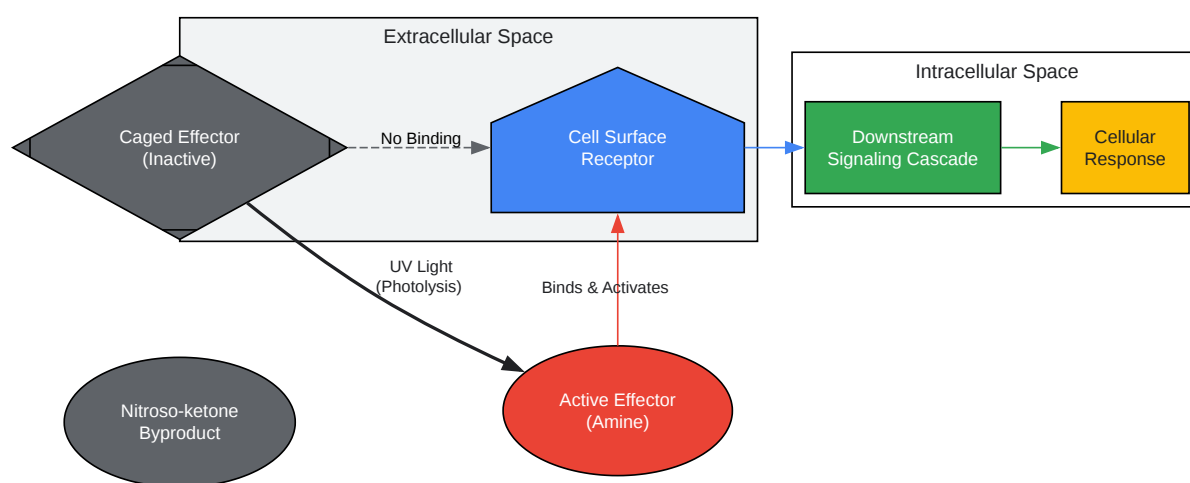 Extracellular Space
Intracellular Space
Caged Effector
(Inactive)
No Binding
Cell Surface
Receptor
Downstream
Signaling Cascade
Cellular
Response
UV Light
(Photolysis)
Binds & Activates
Nitroso-ketone
Byproduct
Active Effector
(Amine)